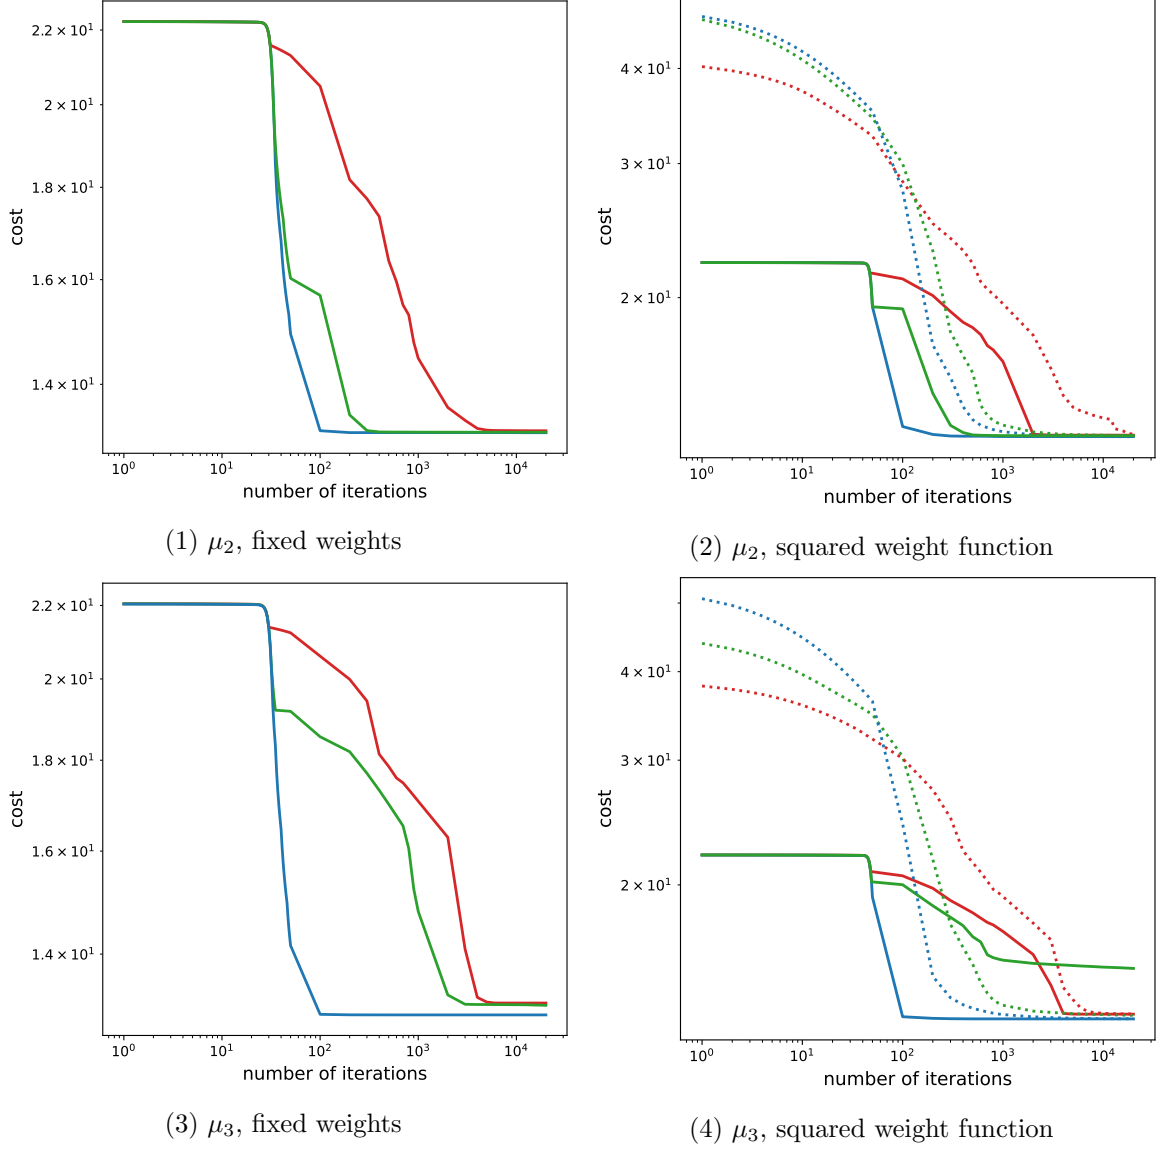 2.2 × 10¹
2 × 10¹
1.8 × 10¹
1.6 × 10¹
1.4 × 10¹
cost
10⁰ 10¹ 10² 10³ 10⁴
number of iterations
(1) μ₂, fixed weights
4 × 10¹
3 × 10¹
2 × 10¹
cost
10⁰ 10¹ 10² 10³ 10⁴
number of iterations
(2) μ₂, squared weight function
2.2 × 10¹
2 × 10¹
1.8 × 10¹
1.6 × 10¹
1.4 × 10¹
cost
10⁰ 10¹ 10² 10³ 10⁴
number of iterations
(3) μ₃, fixed weights
4 × 10¹
3 × 10¹
2 × 10¹
cost
10⁰ 10¹ 10² 10³ 10⁴
number of iterations
(4) μ₃, squared weight function